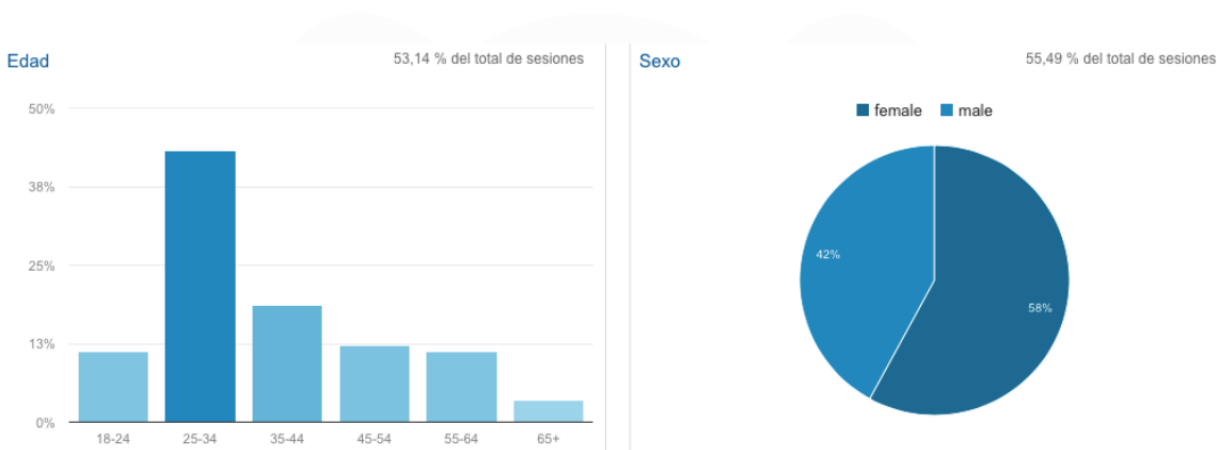 Edad
53,14 % del total de sesiones
50%
38%
25%
13%
0%
18-24 25-34 35-44 45-54 55-64 65+
Sexo
55,49 % del total de sesiones
female male
42%
58%